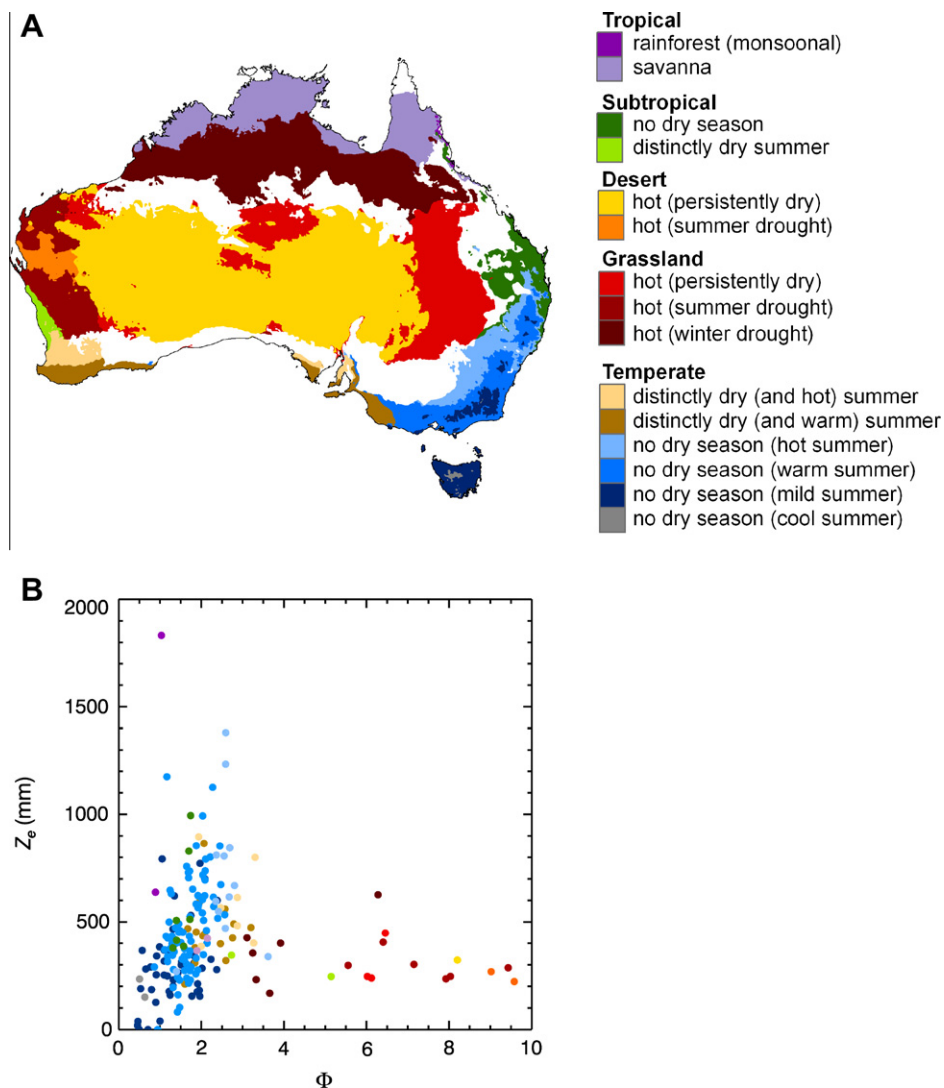 A
Tropical
rainforest (monsoonal)
savanna
Subtropical
no dry season
distinctly dry summer
Desert
hot (persistently dry)
hot (summer drought)
Grassland
hot (persistently dry)
hot (summer drought)
hot (winter drought)
Temperate
distinctly dry (and hot) summer
distinctly dry (and warm) summer
no dry season (hot summer)
no dry season (warm summer)
no dry season (mild summer)
no dry season (cool summer)
B
2000
1500
1000
500
0
Ze (mm)
0 2 4 6 8 10
Φ